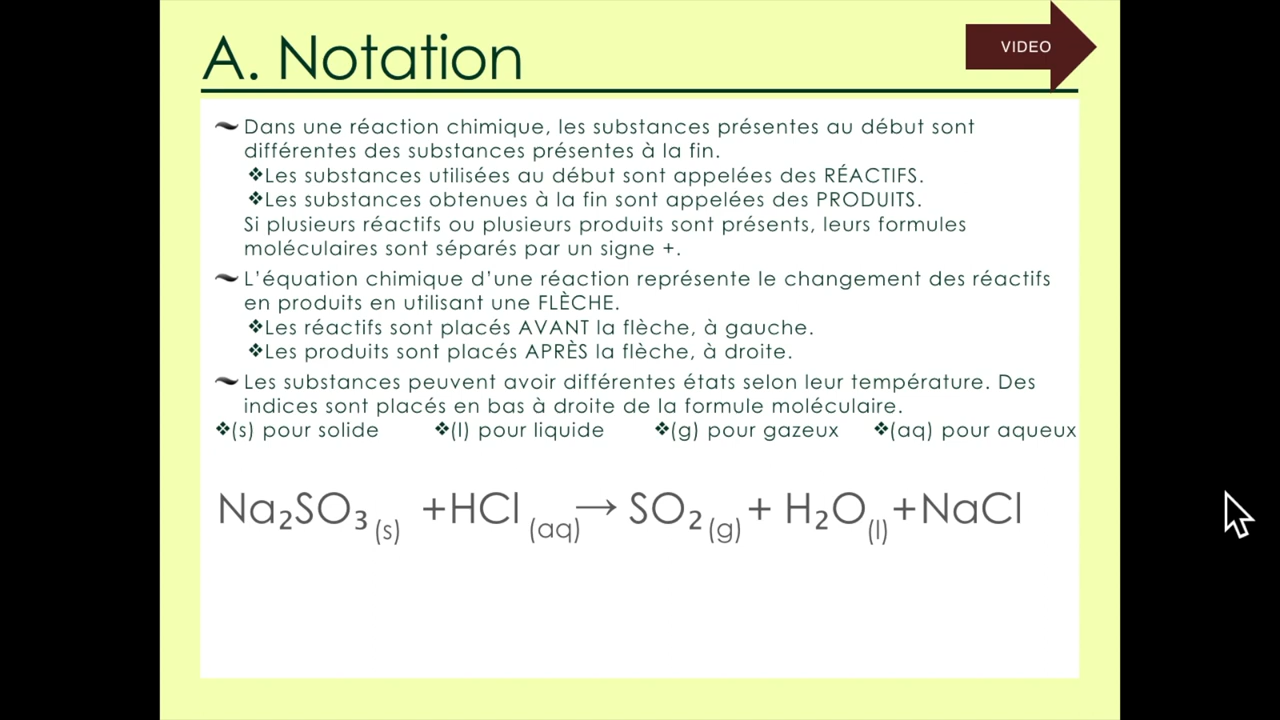 A. Notation
VIDEO
Dans une réaction chimique, les substances présentes au début sont
différentes des substances présentes à la fin.
❖Les substances utilisées au début sont appelées des RÉACTIFS.
❖Les substances obtenues à la fin sont appelées des PRODUITS.
Si plusieurs réactifs ou plusieurs produits sont présents, leurs formules
moléculaires sont séparés par un signe +.
L'équation chimique d'une réaction représente le changement des réactifs
en produits en utilisant une FLÈCHE.
❖Les réactifs sont placés AVANT la flèche, à gauche.
❖Les produits sont placés APRÈS la flèche, à droite.
Les substances peuvent avoir différentes états selon leur température. Des
indices sont placés en bas à droite de la formule moléculaire.
❖(s) pour solide ❖(l) pour liquide ❖(g) pour gazeux ❖(aq) pour aqueux
Na₂SO₃ (s) +HCl (aq) → SO₂ (g) + H₂O (l) +NaCl